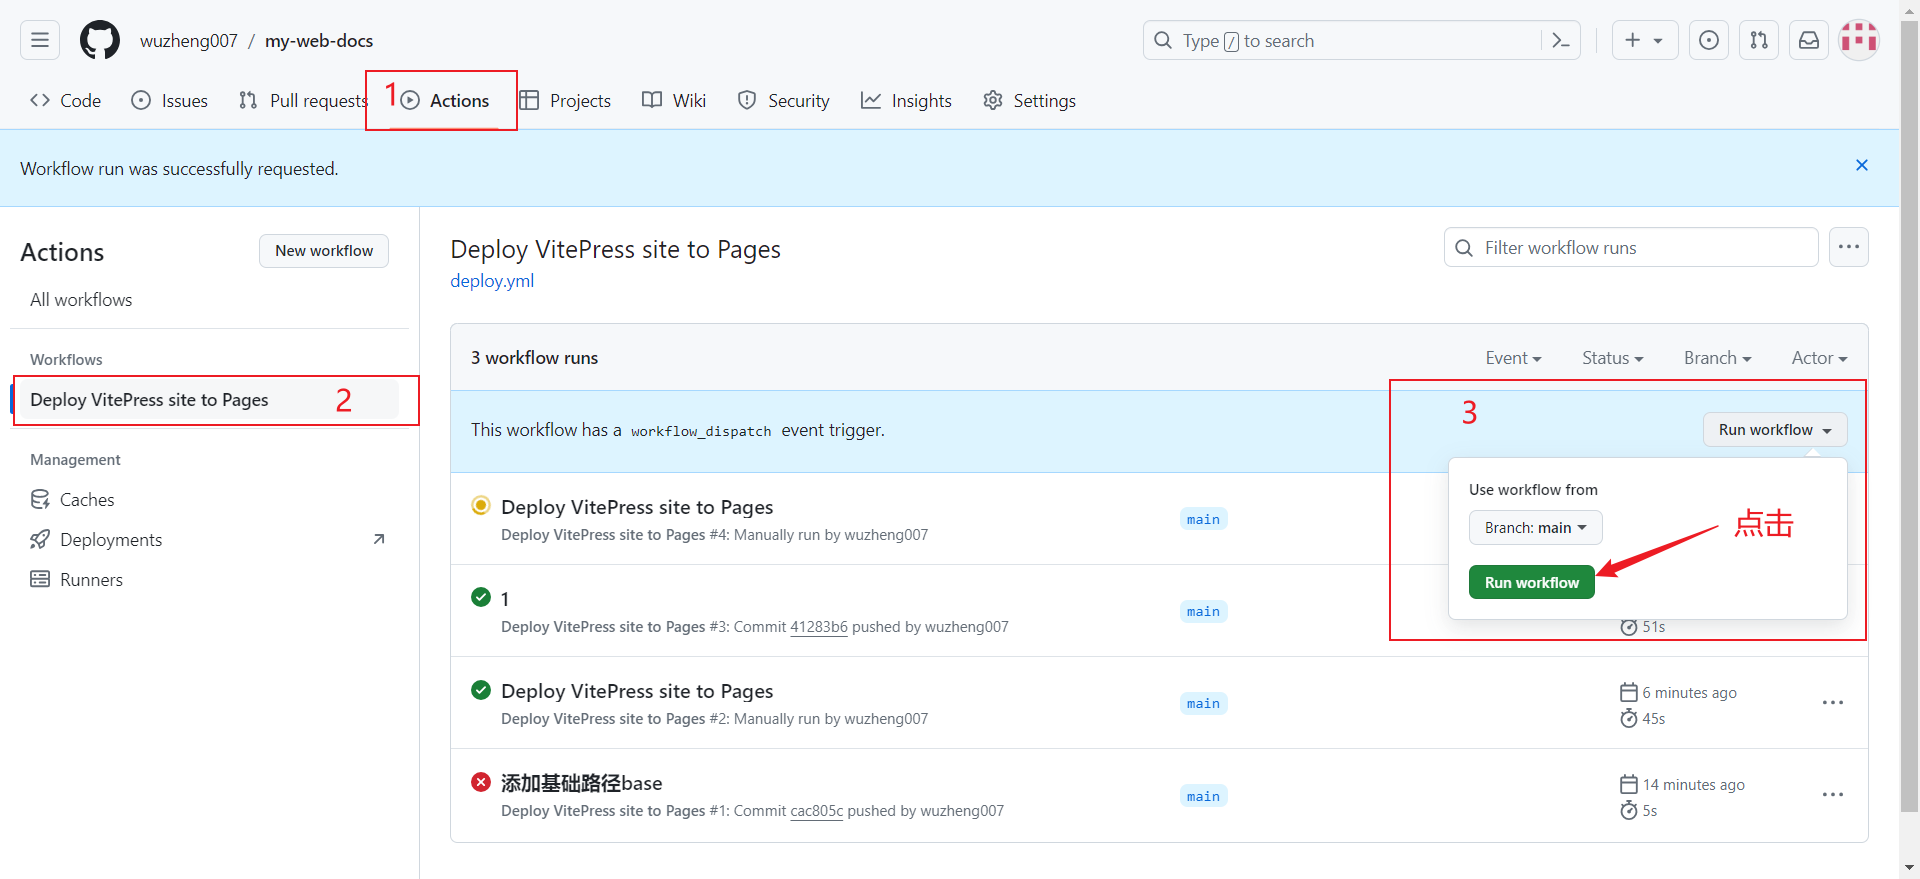 wuzheng007 / my-web-docs
Type / to search
Code
Issues
Pull requests
1
Actions
Projects
Wiki
Security
Insights
Settings
Workflow run was successfully requested.
Actions
New workflow
All workflows
Workflows
Deploy VitePress site to Pages
2
Management
Caches
Deployments
Runners
Deploy VitePress site to Pages
deploy.yml
Filter workflow runs
3 workflow runs
Event
Status
Branch
Actor
This workflow has a workflow_dispatch event trigger.
3
Run workflow
Use workflow from
Branch: main
点击
Run workflow
Deploy VitePress site to Pages
Deploy VitePress site to Pages #4: Manually run by wuzheng007
main
1
Deploy VitePress site to Pages #3: Commit 41283b6 pushed by wuzheng007
main
51s
Deploy VitePress site to Pages
Deploy VitePress site to Pages #2: Manually run by wuzheng007
main
6 minutes ago
45s
添加基础路径base
Deploy VitePress site to Pages #1: Commit cac805c pushed by wuzheng007
main
14 minutes ago
5s